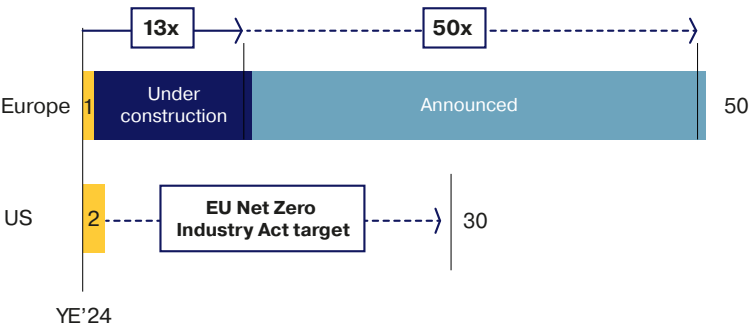 13x
50x
Europe
1
Under
construction
Announced
50
US
2
EU Net Zero
Industry Act target
30
YE'24